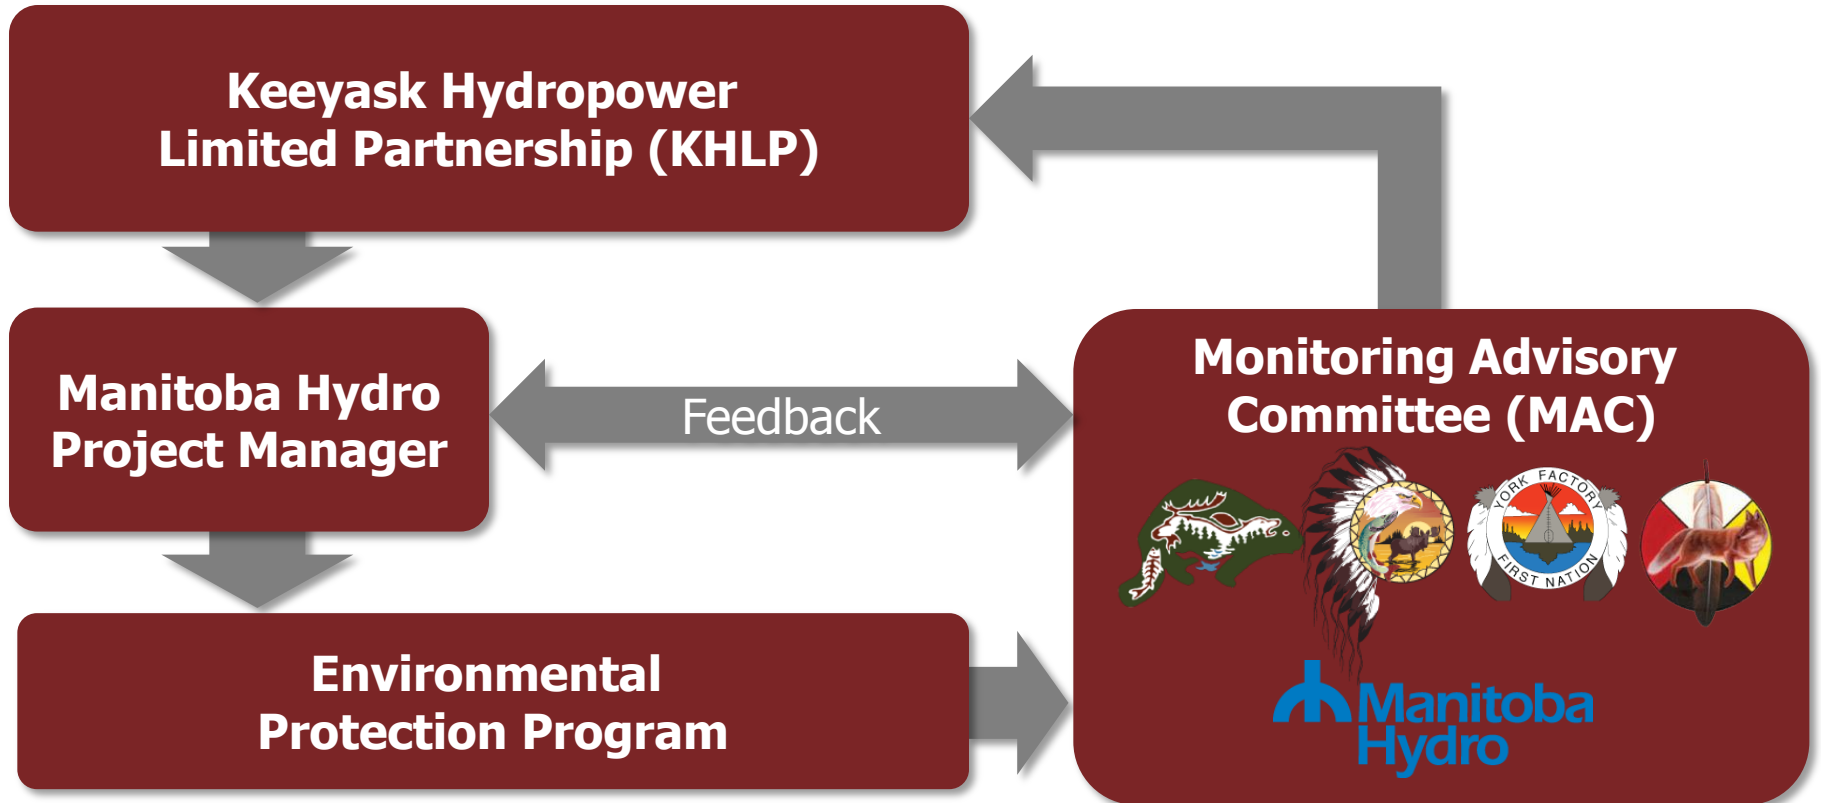 Keeyask Hydropower
Limited Partnership (KHLP)
Manitoba Hydro
Project Manager
Feedback
Monitoring Advisory
Committee (MAC)
YORK FACTORY
FIRST NATION
Manitoba
Hydro
Environmental
Protection Program